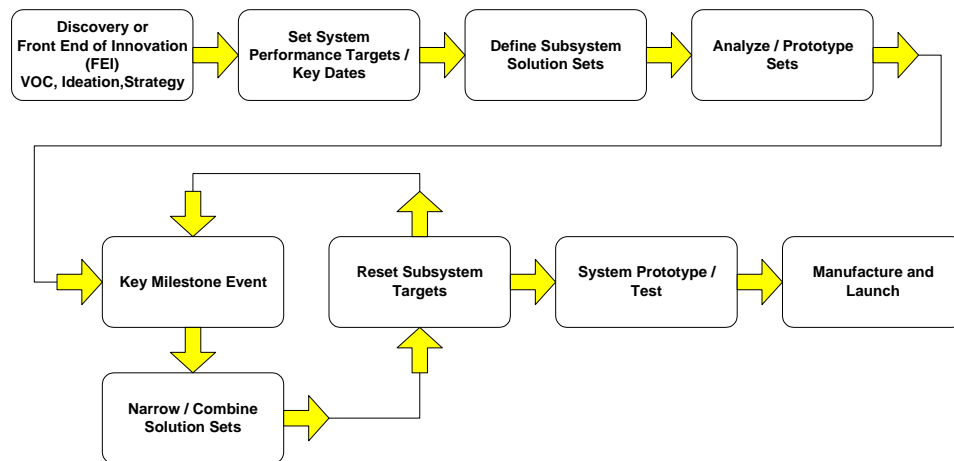 Discovery or
Front End of Innovation
(FEI)
VOC, Ideation,Strategy
Set System
Performance Targets /
Key Dates
Define Subsystem
Solution Sets
Analyze / Prototype
Sets
Key Milestone Event
Reset Subsystem
Targets
System Prototype /
Test
Manufacture and
Launch
Narrow / Combine
Solution Sets